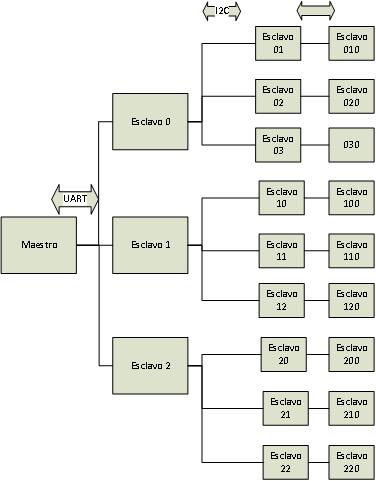 I2C
Esclavo
01
Esclavo
010
Esclavo
02
Esclavo
020
Esclavo 0
Esclavo
03
030
UART
Esclavo
10
Esclavo
100
Maestro
Esclavo 1
Esclavo
11
Esclavo
110
Esclavo
12
Esclavo
120
Esclavo 2
Esclavo
20
Esclavo
200
Esclavo
21
Esclavo
210
Esclavo
22
Esclavo
220